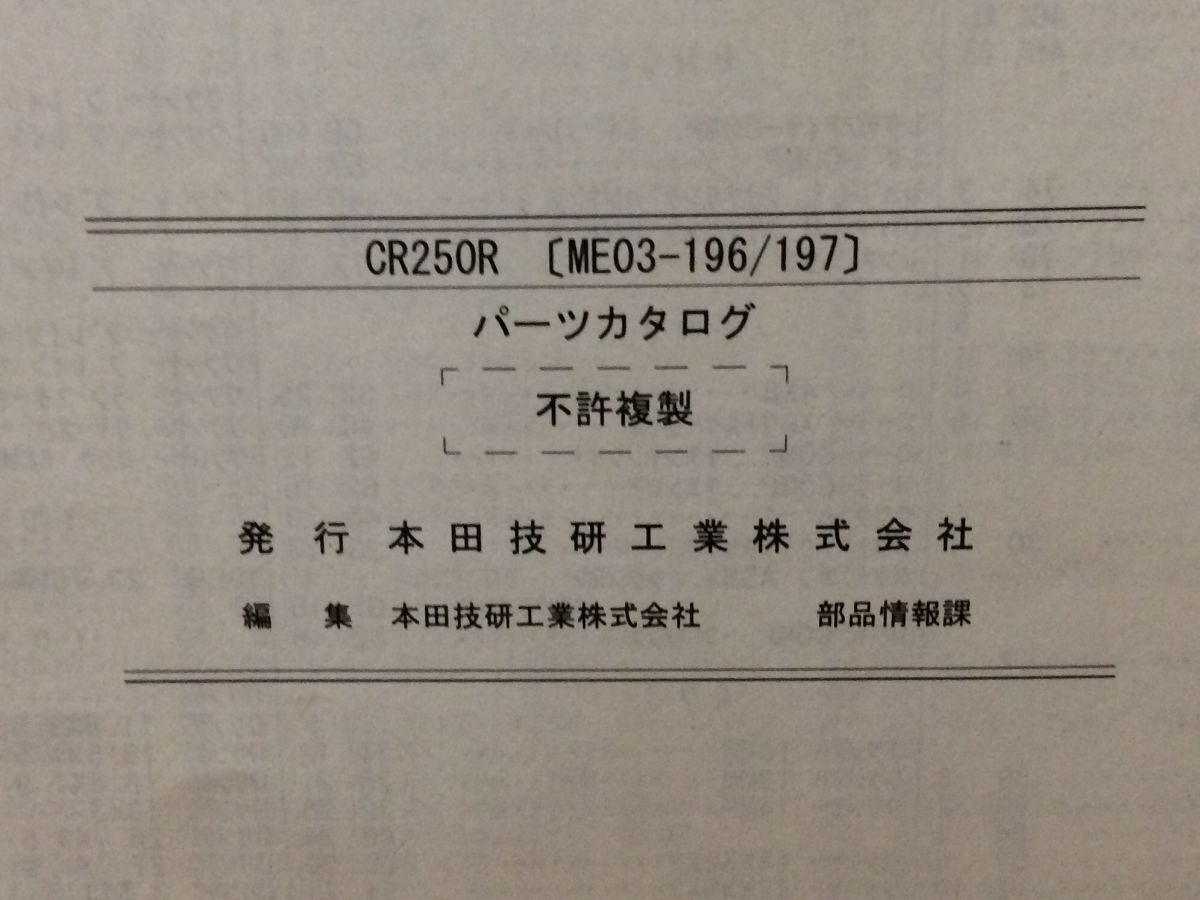 CR250R 〔ME03-196/197〕
パーツカタログ
不許複製
発行 本田技研工業株式会社
編集 本田技研工業株式会社 部品情報課